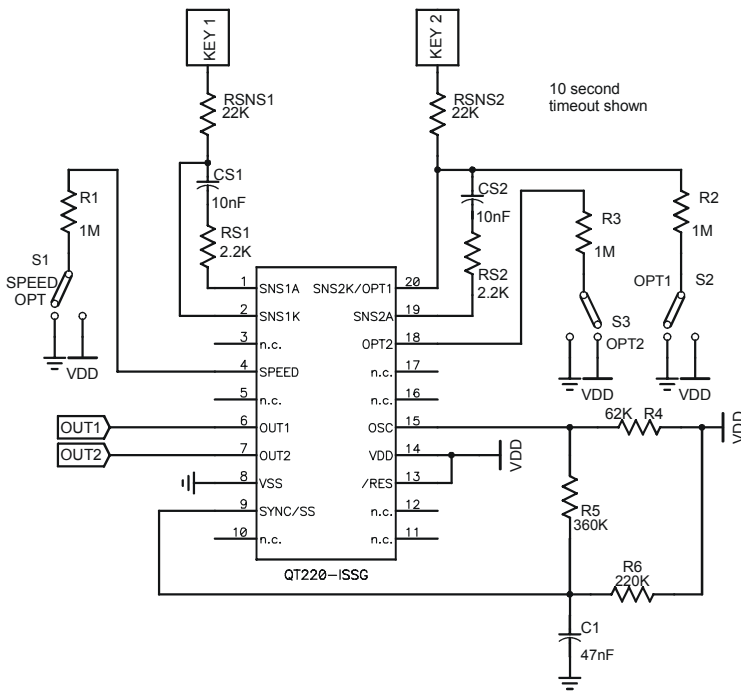 KEY 1
KEY 2
RSNS1
22K
RSNS2
22K
10 second
timeout shown
CS1
10nF
CS2
10nF
R1
1M
RS1
2.2K
R3
1M
R2
1M
RS2
2.2K
S1
SPEED
OPT
VDD
OPT1
S2
S3
OPT2
VDD
VDD
1 SNS1A
SNS2K/OPT1 20
2 SNS1K
SNS2A 19
3 n.c.
OPT2 18
4 SPEED
n.c. 17
5 n.c.
n.c. 16
6 OUT1
OSC 15
7 OUT2
VDD 14
8 VSS
/RES 13
9 SYNC/SS
n.c. 12
10 n.c.
n.c. 11
OUT1
OUT2
QT220-ISSG
62K R4
VDD
VDD
R5
360K
R6
220K
C1
47nF